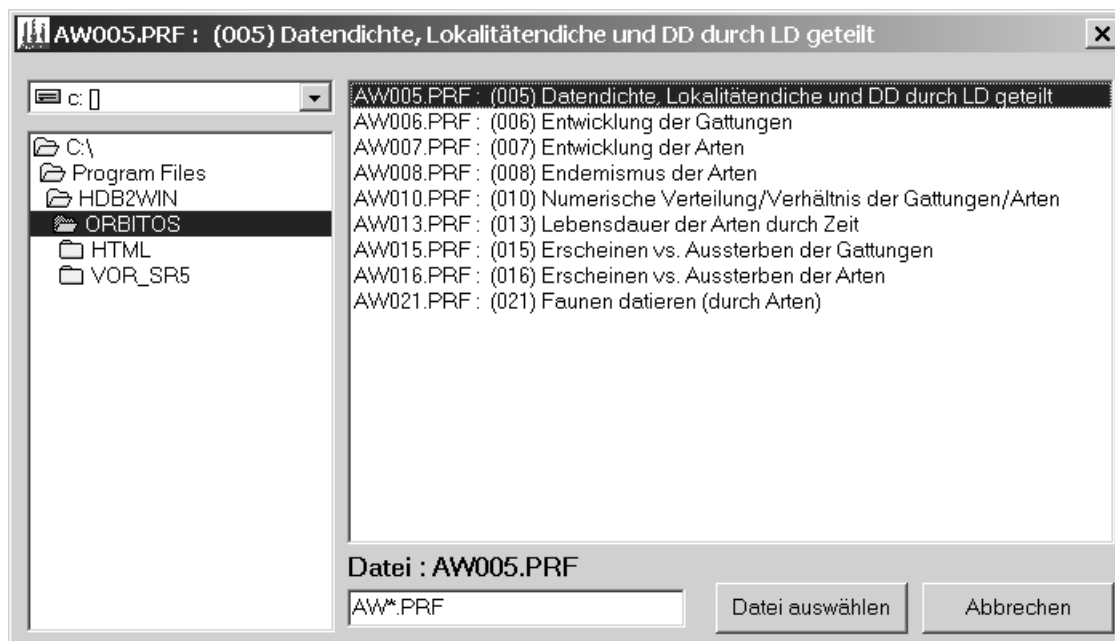 AW005.PRF : (005) Datendichte, Lokalitätendiche und DD durch LD geteilt
c: []
C:\
Program Files
HDB2WIN
ORBITOS
HTML
VOR_SR5
AW005.PRF : (005) Datendichte, Lokalitätendiche und DD durch LD geteilt
AW006.PRF : (006) Entwicklung der Gattungen
AW007.PRF : (007) Entwicklung der Arten
AW008.PRF : (008) Endemismus der Arten
AW010.PRF : (010) Numerische Verteilung/Verhältnis der Gattungen/Arten
AW013.PRF : (013) Lebensdauer der Arten durch Zeit
AW015.PRF : (015) Erscheinen vs. Aussterben der Gattungen
AW016.PRF : (016) Erscheinen vs. Aussterben der Arten
AW021.PRF : (021) Faunen datieren (durch Arten)
Datei : AW005.PRF
AW*.PRF
Datei auswählen
Abbrechen